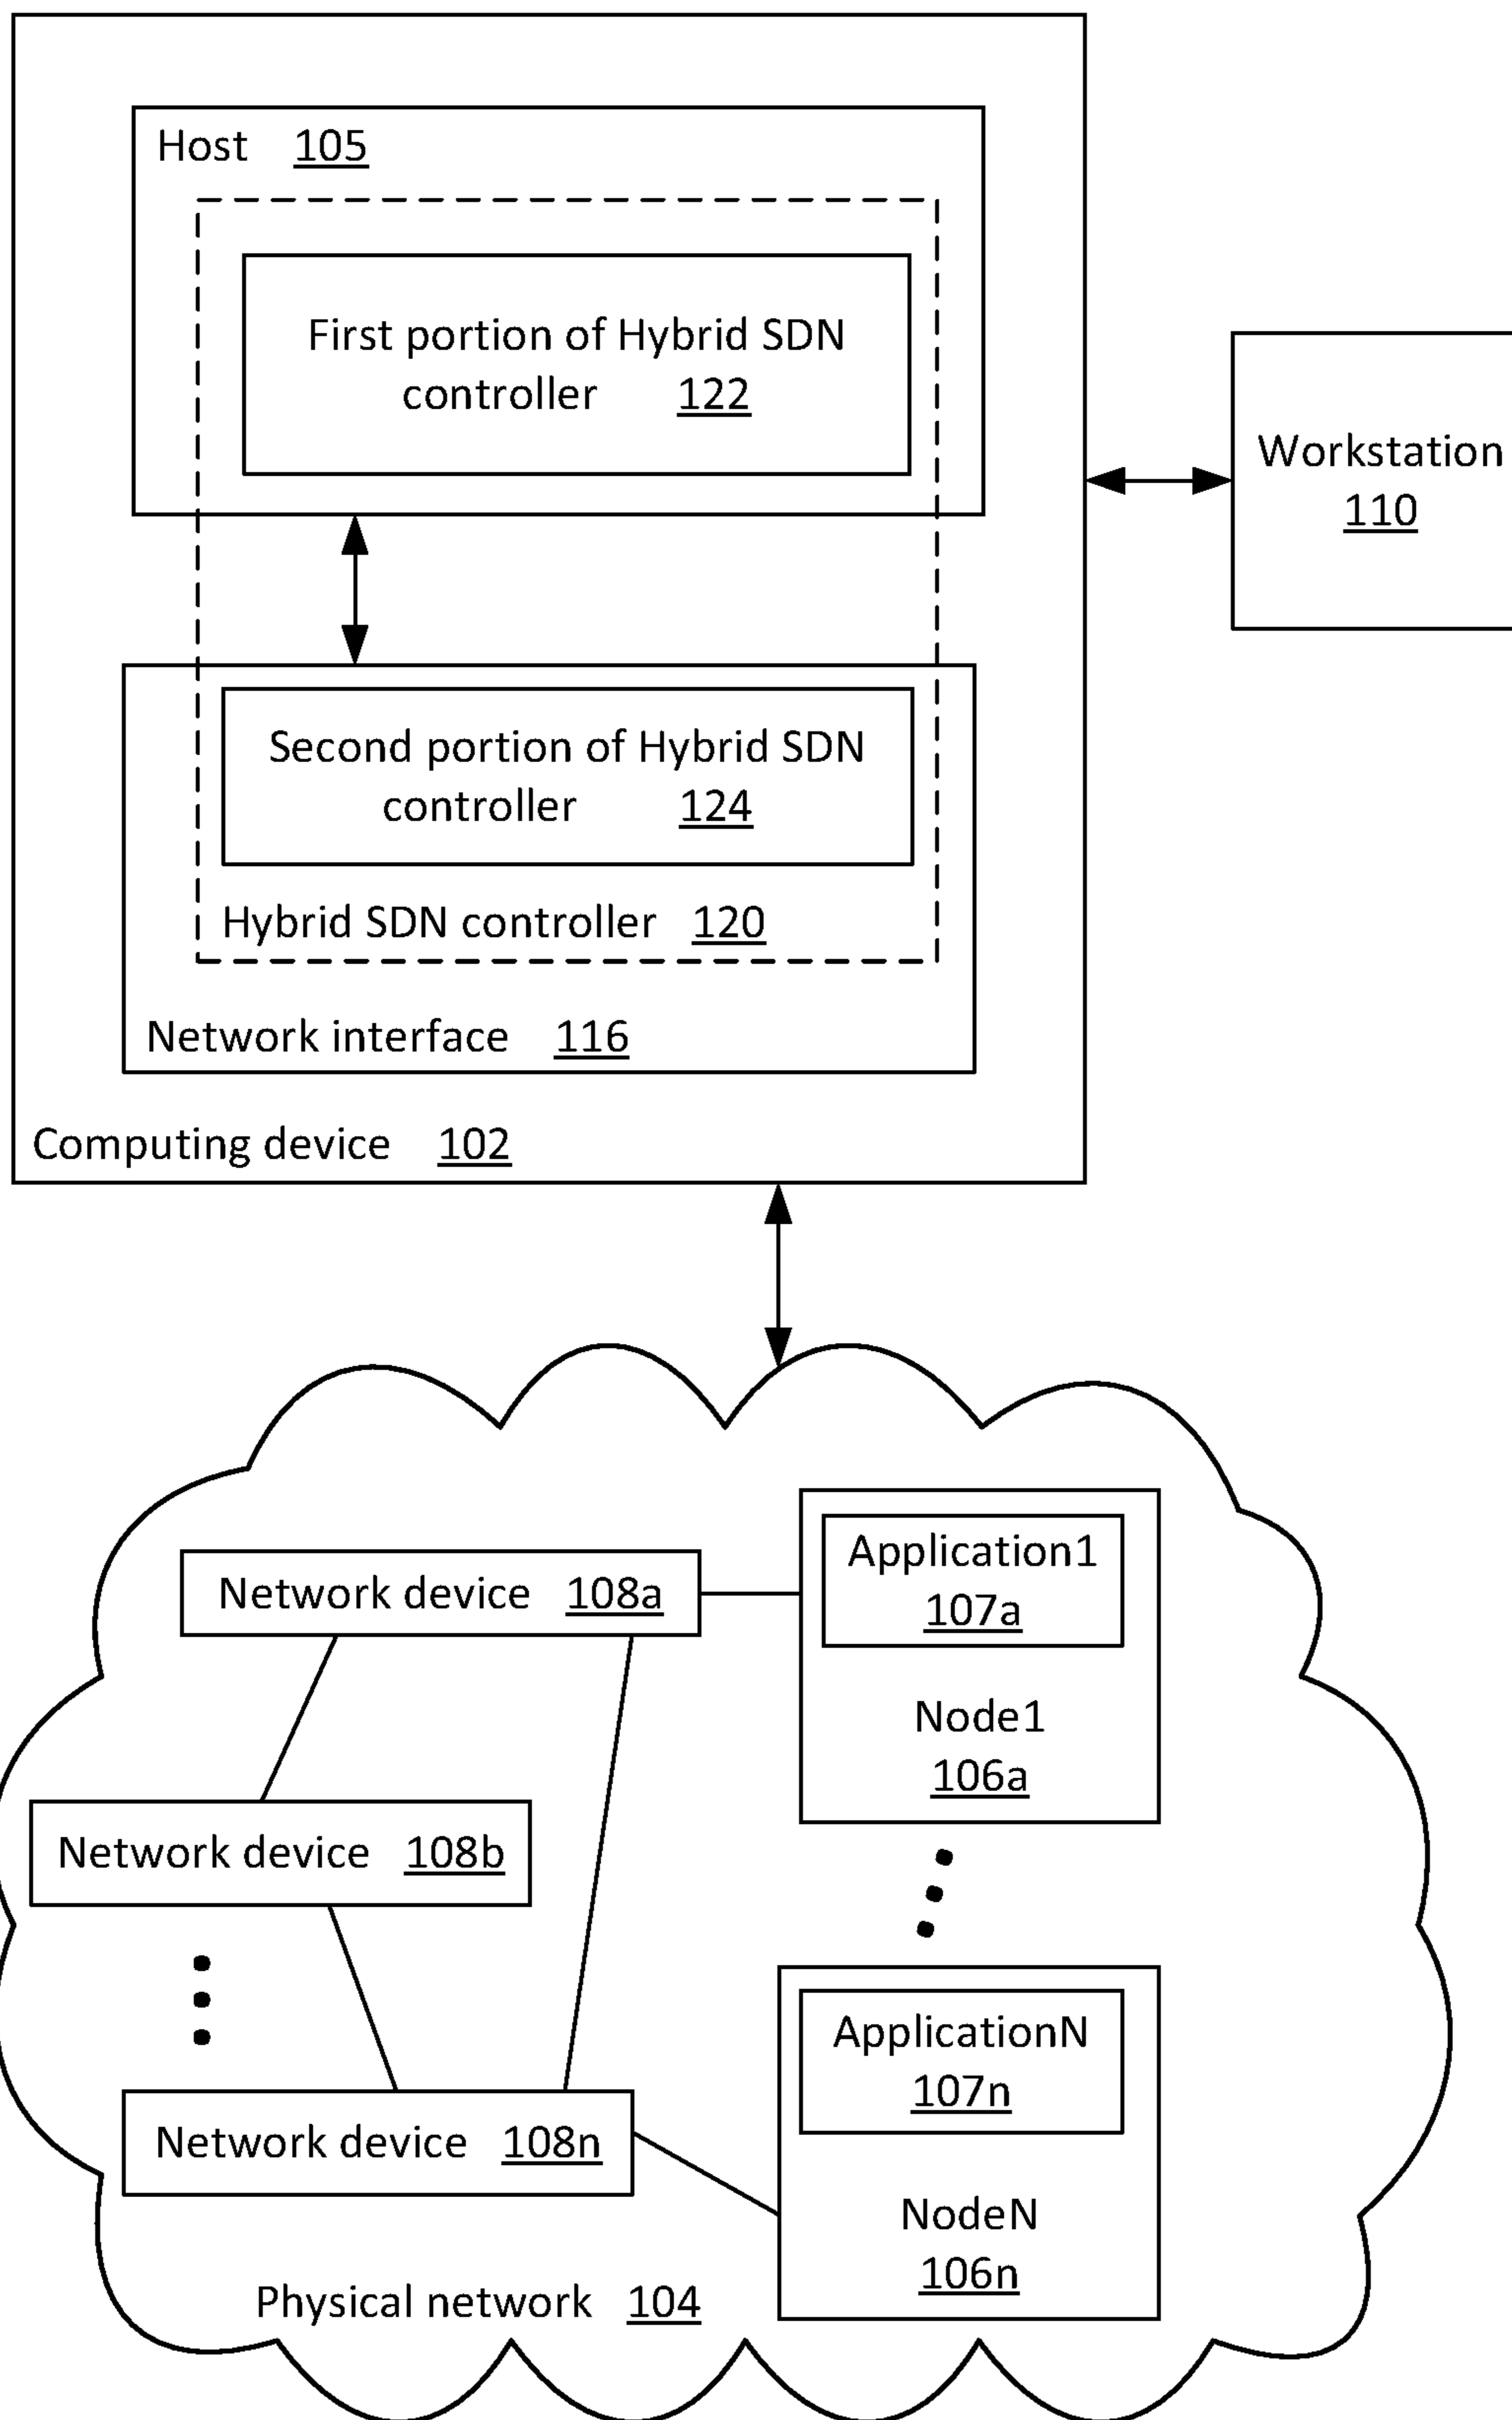 Host 105
First portion of Hybrid SDN
controller 122
Workstation
110
Second portion of Hybrid SDN
controller 124
Hybrid SDN controller 120
Network interface 116
Computing device 102
Application1
107a
Network device 108a
Node1
106a
Network device 108b
ApplicationN
107n
Network device 108n
NodeN
106n
Physical network 104